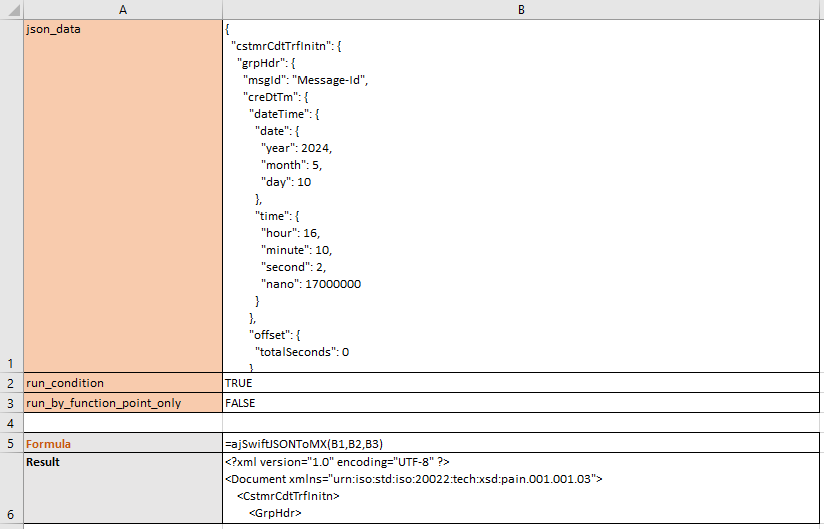 A B
json_data {
"cstmrCdtTrfInitn": {
"grpHdr": {
"msgId": "Message-Id",
"creDtTm": {
"dateTime": {
"date": {
"year": 2024,
"month": 5,
"day": 10
},
"time": {
"hour": 16,
"minute": 10,
"second": 2,
"nano": 17000000
}
},
"offset": {
"totalSeconds": 0
}
1
2 run_condition TRUE
3 run_by_function_point_only FALSE
4
5 Formula =ajSwiftJSONToMX(B1,B2,B3)
Result <?xml version="1.0" encoding="UTF-8" ?>
<Document xmlns="urn:iso:std:iso:20022:tech:xsd:pain.001.001.03">
<CstmrCdtTrfInitn>
6 <GrpHdr>